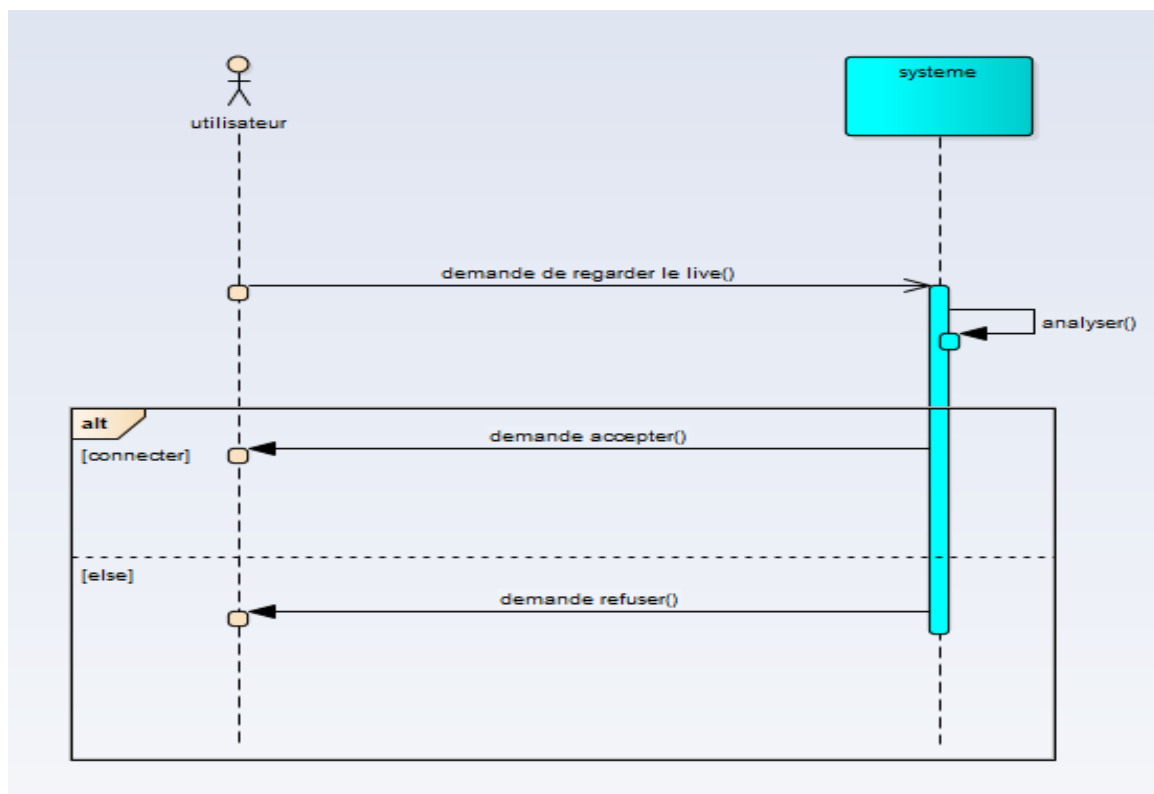 systeme
utilisateur
demande de regarder le live()
analyser()
alt
demande accepter()
[connecter]
[else]
demande refuser()